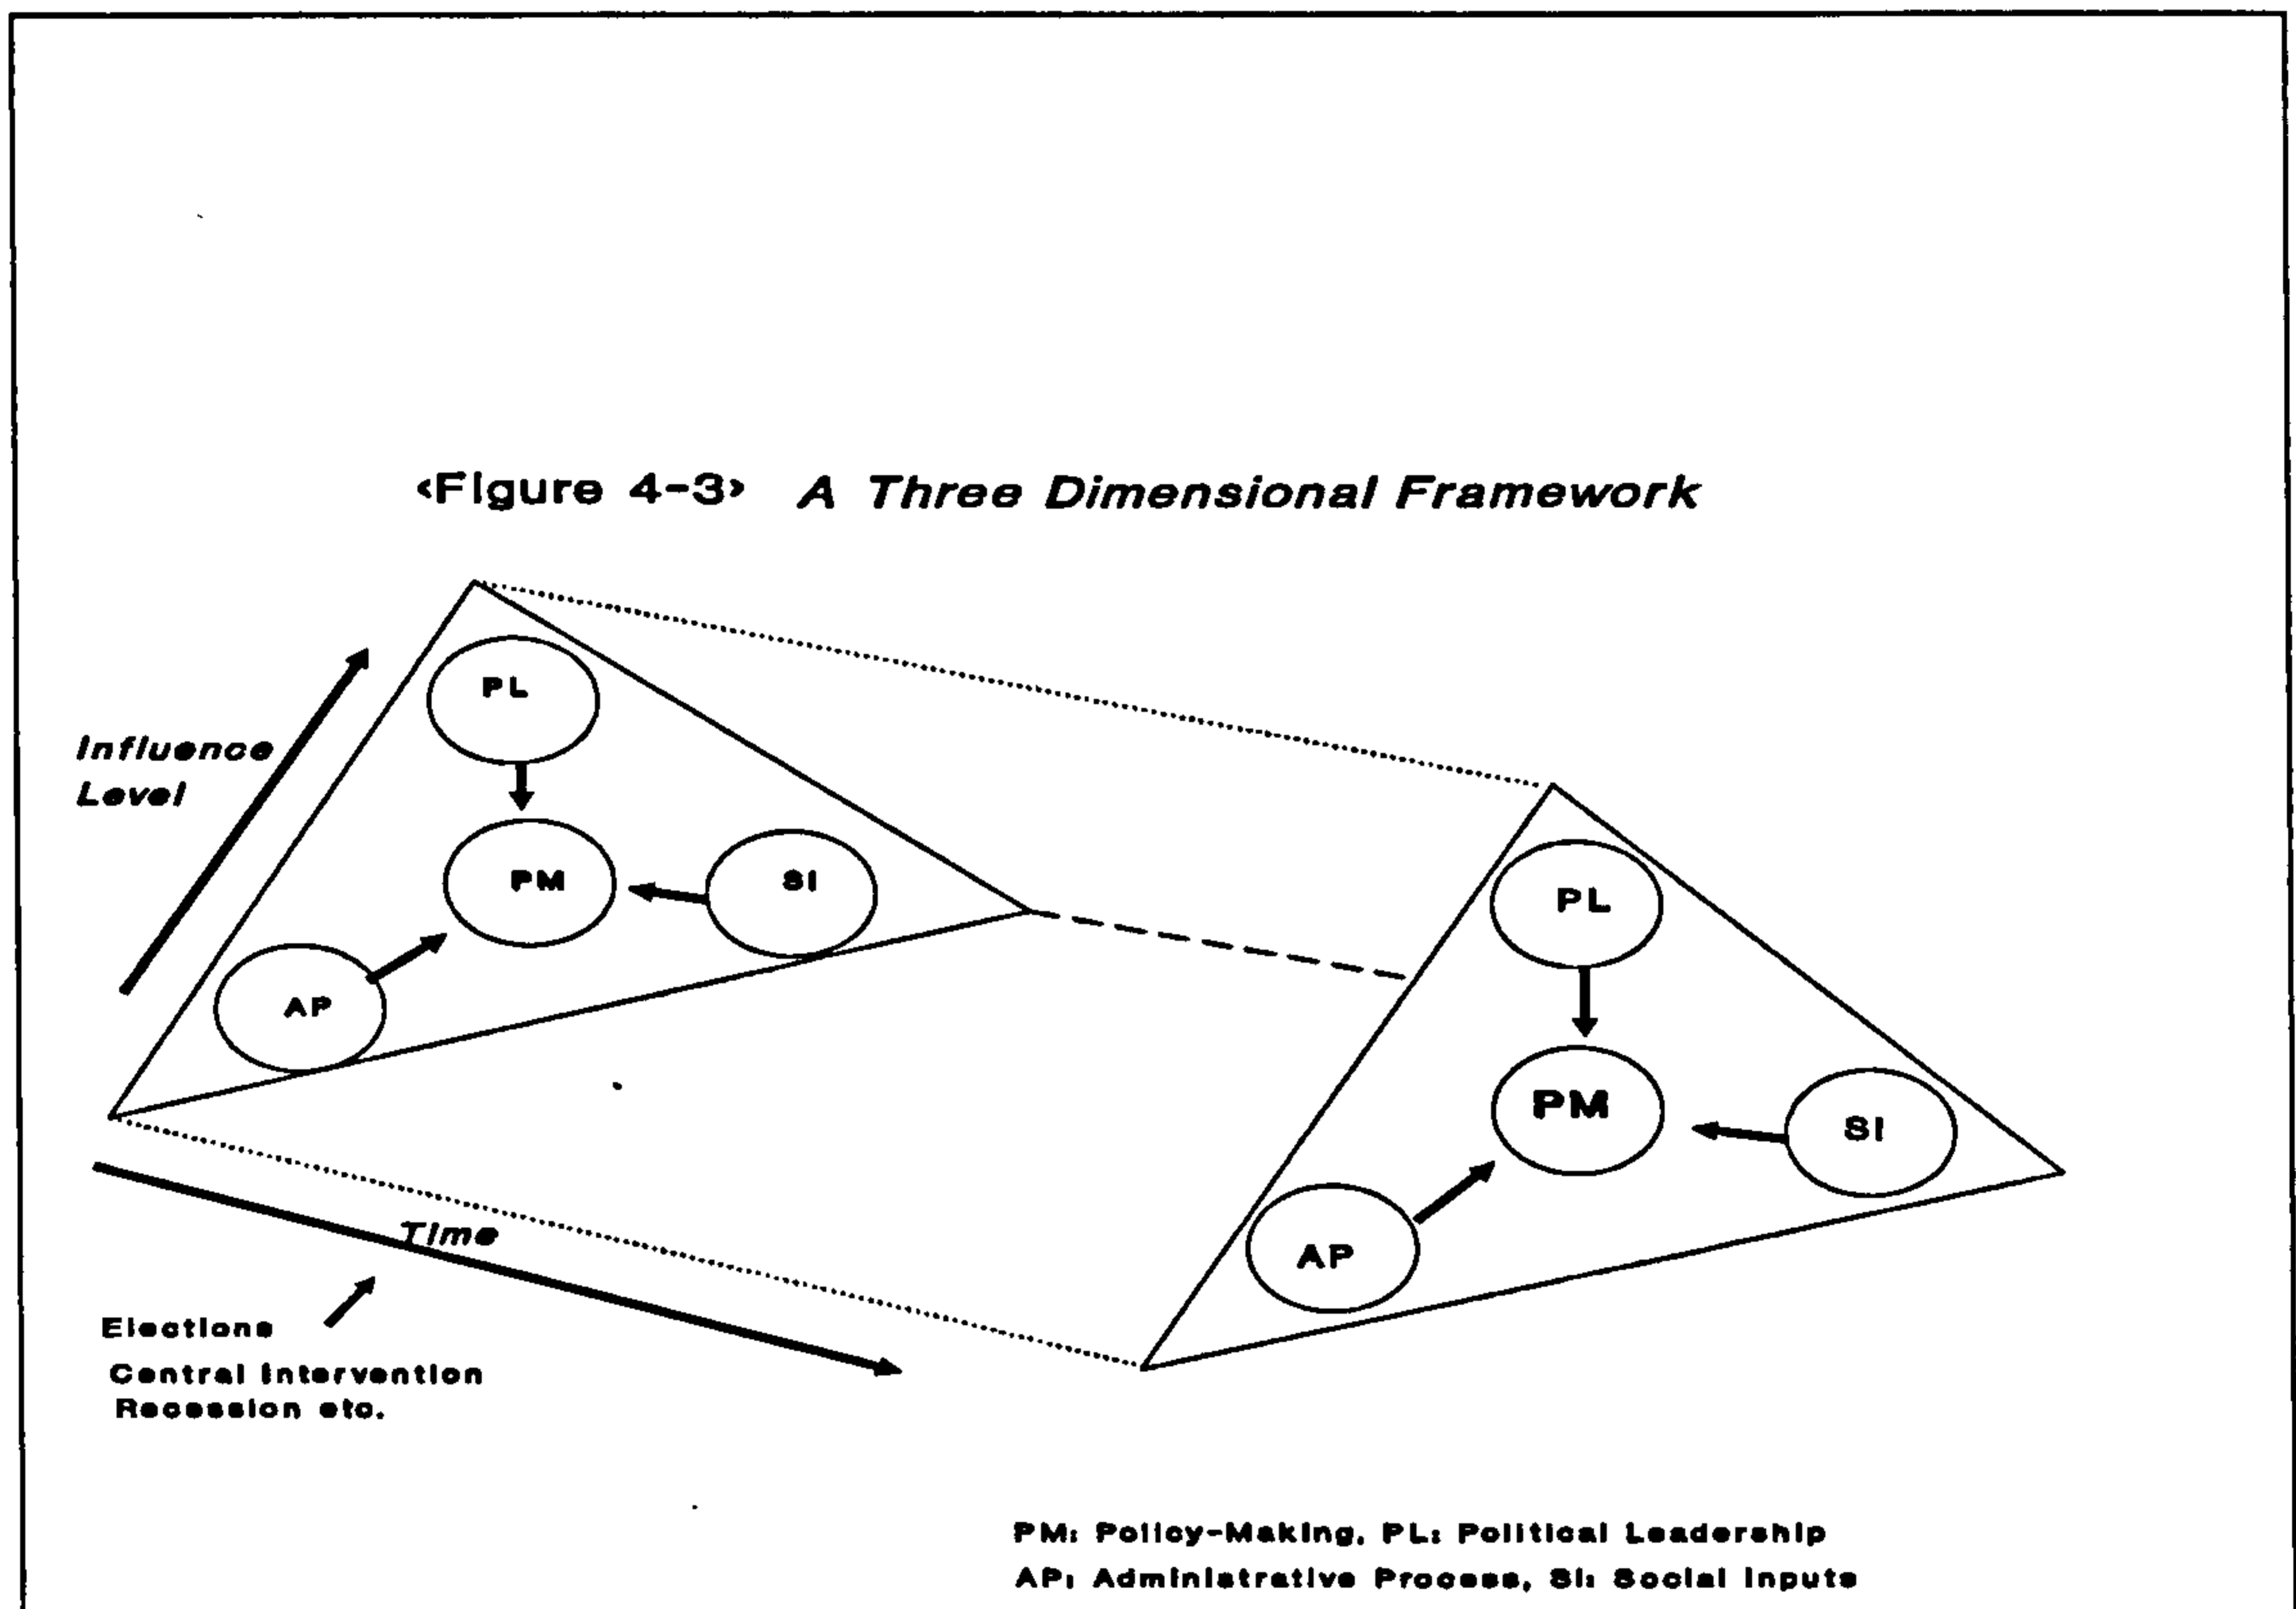 <Figure 4-3> A Three Dimensional Framework
PL
Influence
Level
PM
SI
AP
PL
PM
SI
AP
Time
Elections
Central Intervention
Recession etc.
PM: Policy-Making, PL: Political Leadership
AP: Administrative Process, SI: Social Inputs